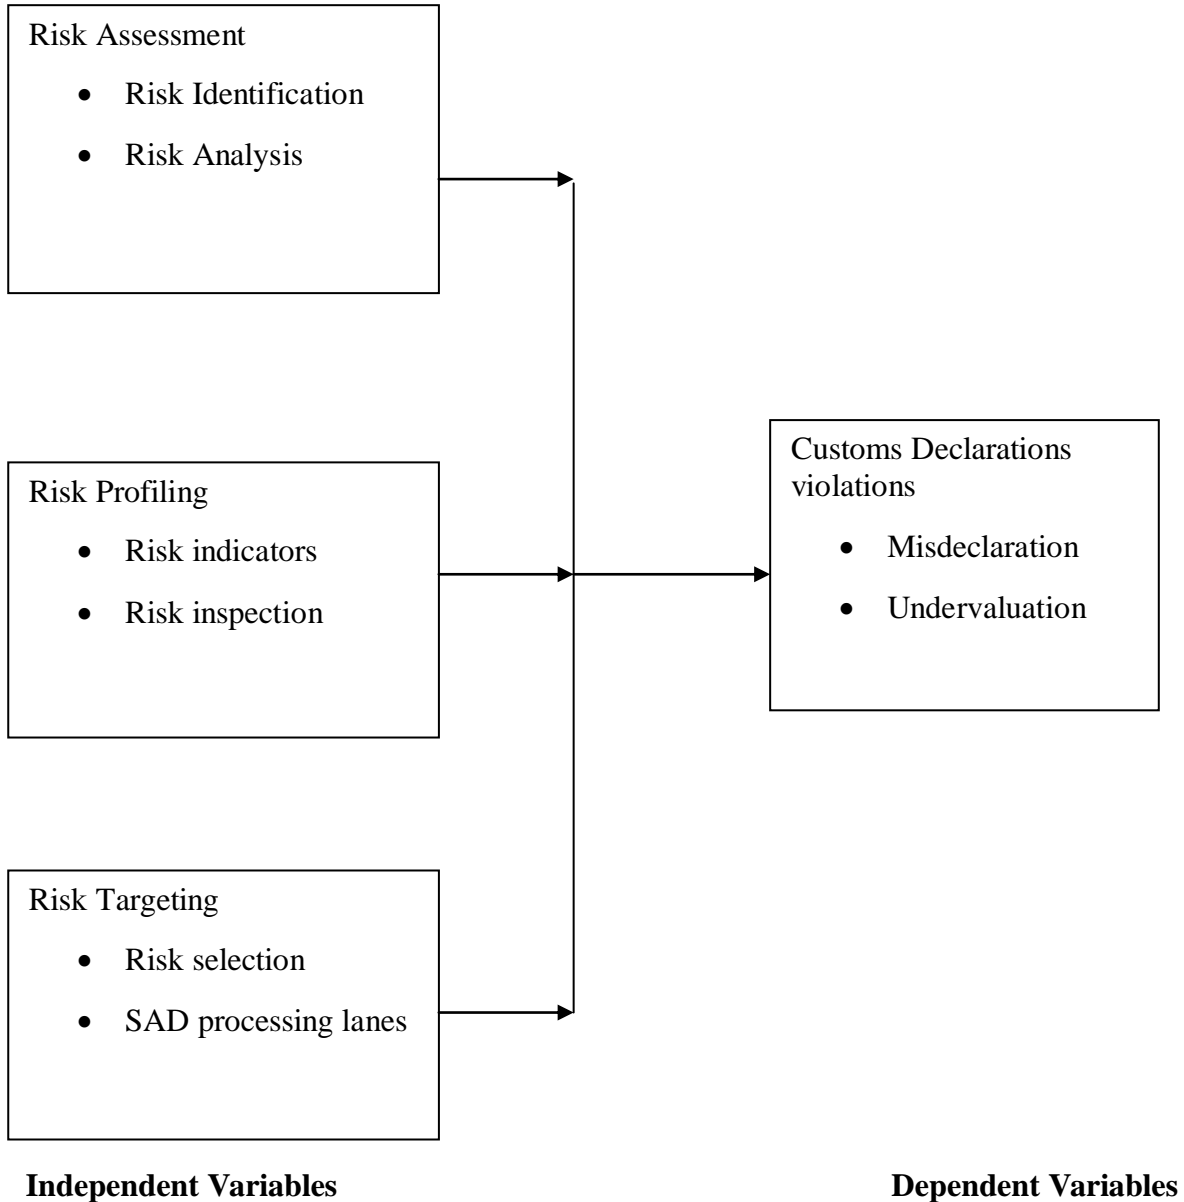 Risk Assessment
• Risk Identification
• Risk Analysis
Risk Profiling
• Risk indicators
• Risk inspection
Risk Targeting
• Risk selection
• SAD processing lanes
Customs Declarations
violations
• Misdeclaration
• Undervaluation
Independent Variables
Dependent Variables